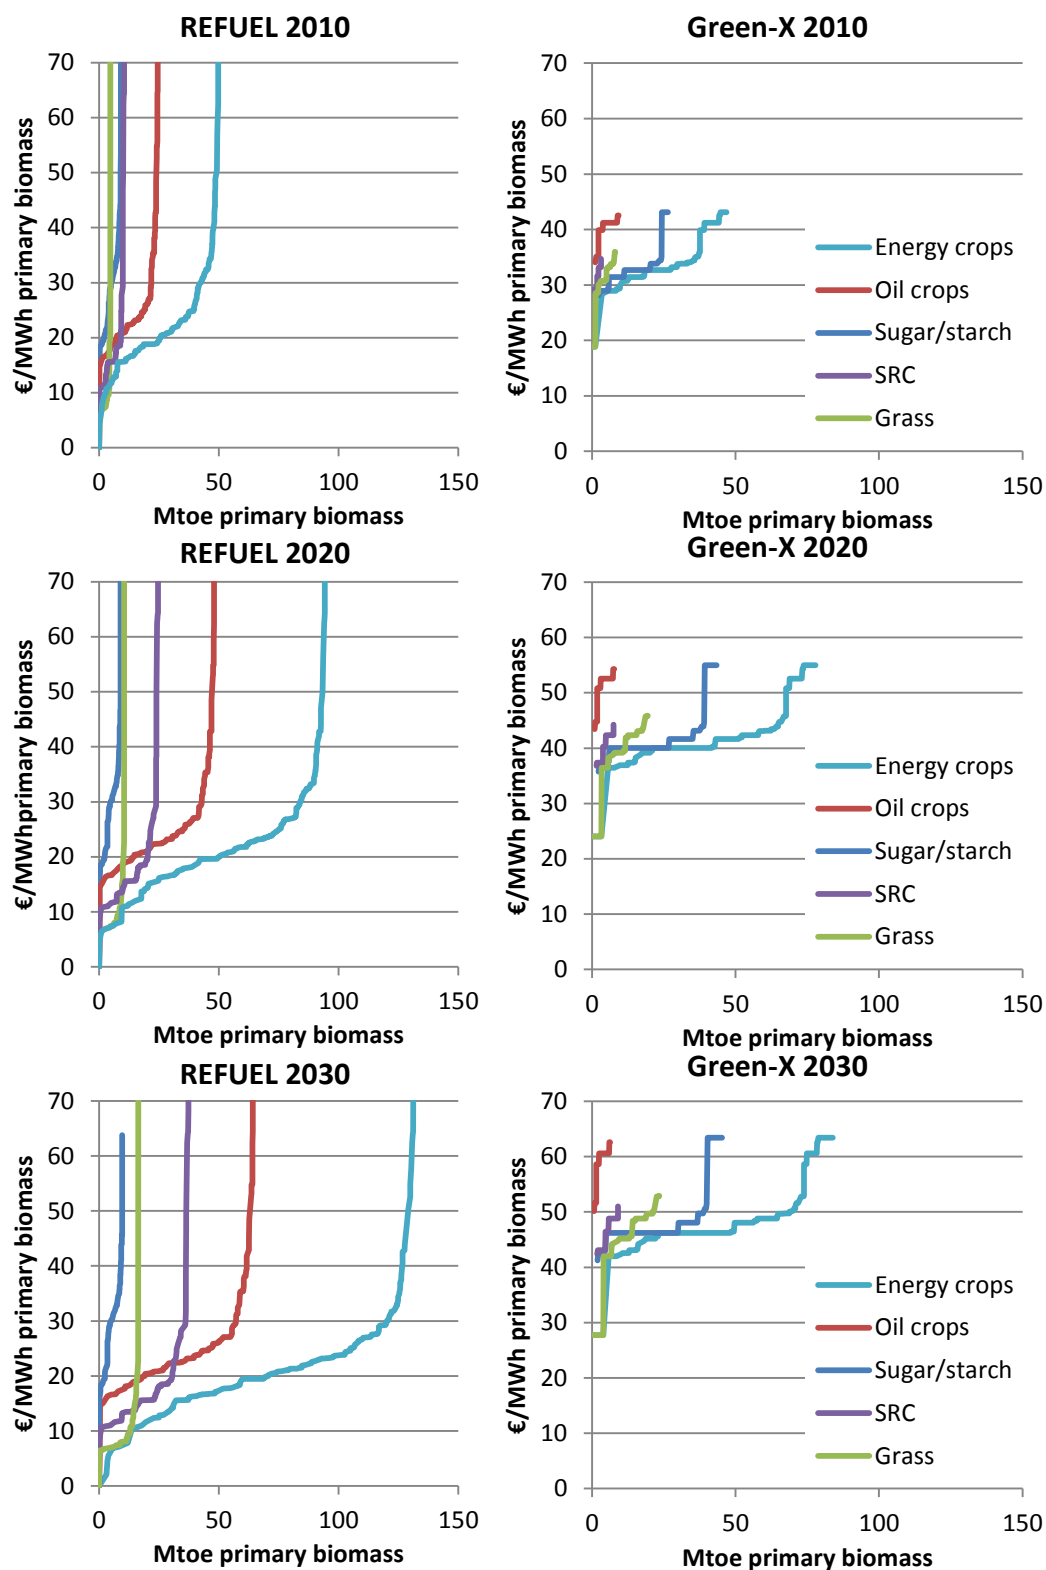 REFUEL 2010
€/MWh primary biomass
70
60
50
40
30
20
10
0
0 50 100 150
Mtoe primary biomass
Green-X 2010
€/MWh primary biomass
70
60
50
40
30
20
10
0
Energy crops
Oil crops
Sugar/starch
SRC
Grass
0 50 100 150
Mtoe primary biomass
REFUEL 2020
€/MWhprimary biomass
70
60
50
40
30
20
10
0
0 50 100 150
Mtoe primary biomass
Green-X 2020
€/MWh primary biomass
70
60
50
40
30
20
10
0
Energy crops
Oil crops
Sugar/starch
SRC
Grass
0 50 100 150
Mtoe primary biomass
REFUEL 2030
€/MWh primary biomass
70
60
50
40
30
20
10
0
0 50 100 150
Mtoe primary biomass
Green-X 2030
€/MWh primary biomass
70
60
50
40
30
20
10
0
Energy crops
Oil crops
Sugar/starch
SRC
Grass
0 50 100 150
Mtoe primary biomass